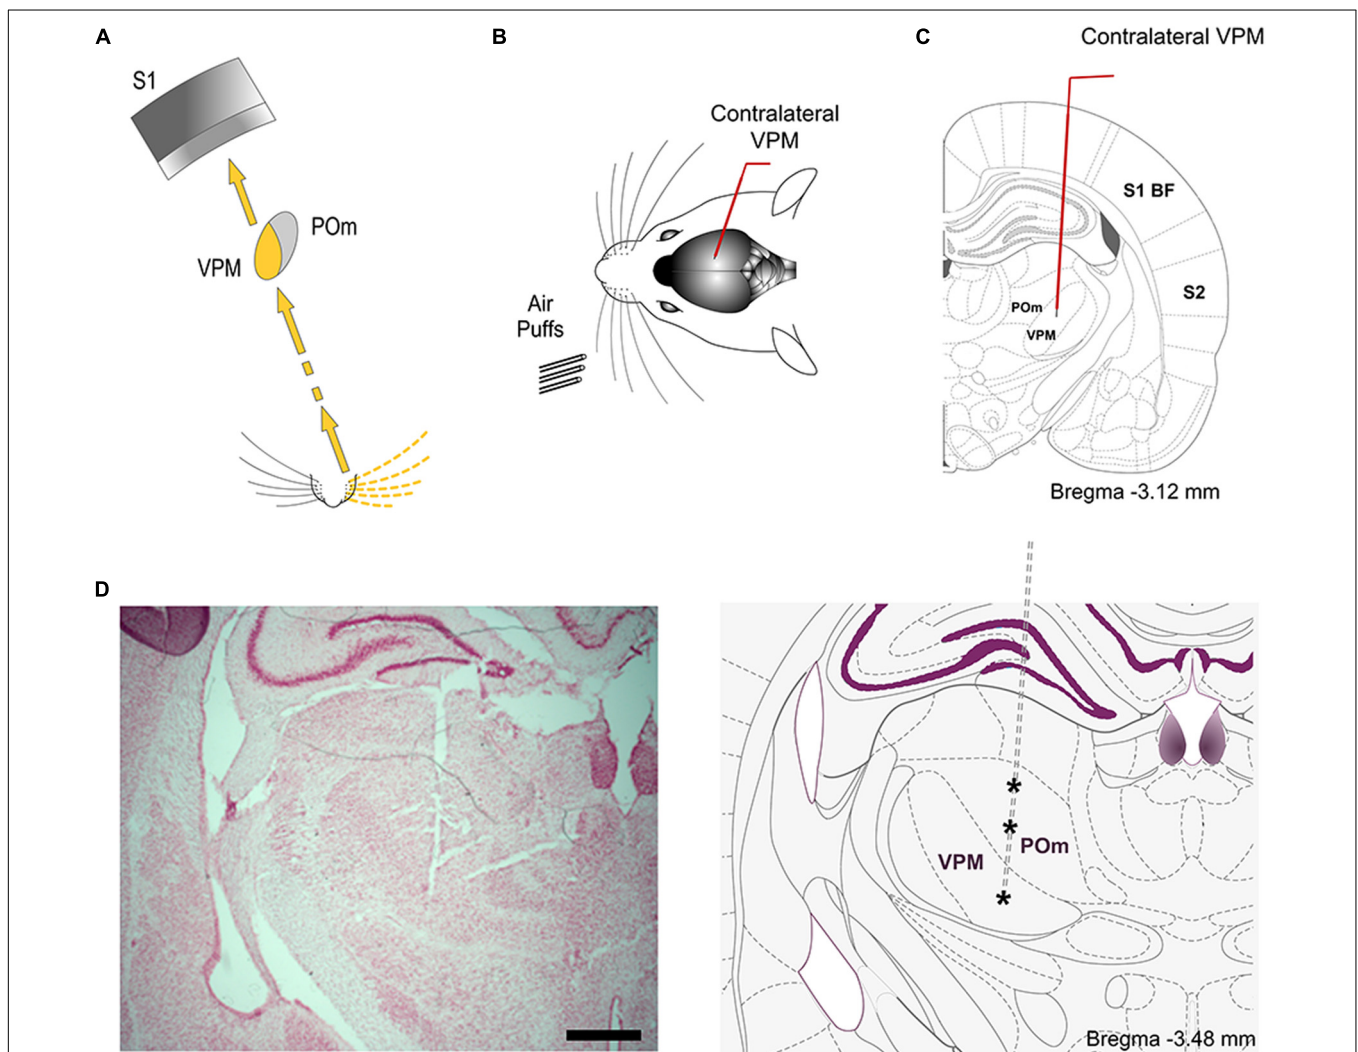 A
S1
POm
VPM
B
Contralateral
VPM
Air
Puffs
C
Contralateral VPM
S1 BF
S2
POm
VPM
Bregma -3.12 mm
D
VPM
POm
Bregma -3.48 mm